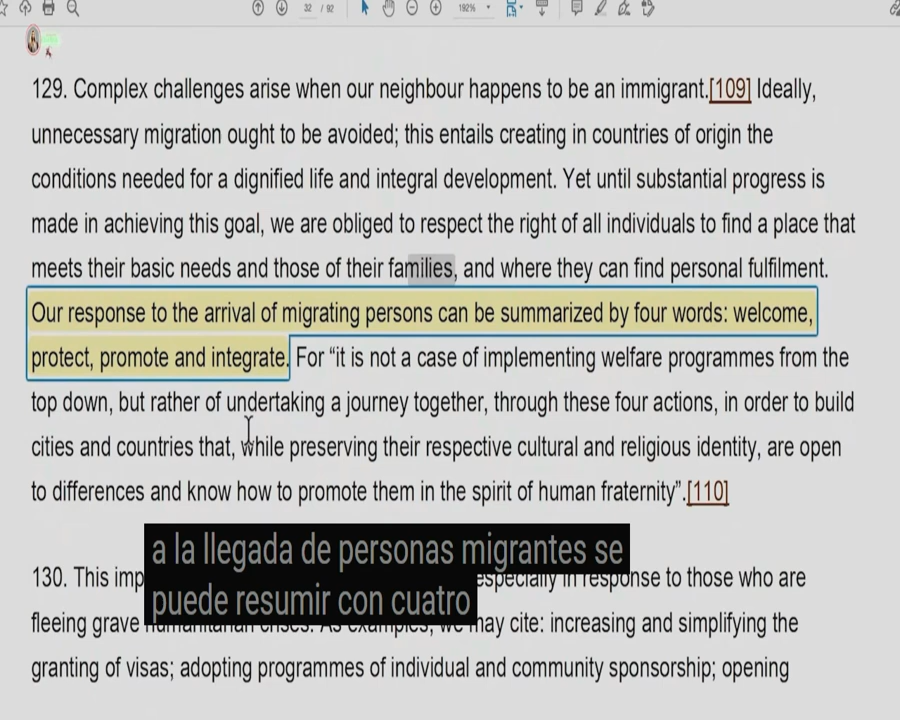 32 / 92
192%
129. Complex challenges arise when our neighbour happens to be an immigrant.[109] Ideally,
unnecessary migration ought to be avoided; this entails creating in countries of origin the
conditions needed for a dignified life and integral development. Yet until substantial progress is
made in achieving this goal, we are obliged to respect the right of all individuals to find a place that
meets their basic needs and those of their families, and where they can find personal fulfilment.
Our response to the arrival of migrating persons can be summarized by four words: welcome,
protect, promote and integrate. For “it is not a case of implementing welfare programmes from the
top down, but rather of undertaking a journey together, through these four actions, in order to build
cities and countries that, while preserving their respective cultural and religious identity, are open
to differences and know how to promote them in the spirit of human fraternity”.[110]
a la llegada de personas migrantes se
puede resumir con cuatro
130. This imp especially in response to those who are
fleeing grave humanitarian crises. As examples, we may cite: increasing and simplifying the
granting of visas; adopting programmes of individual and community sponsorship; opening